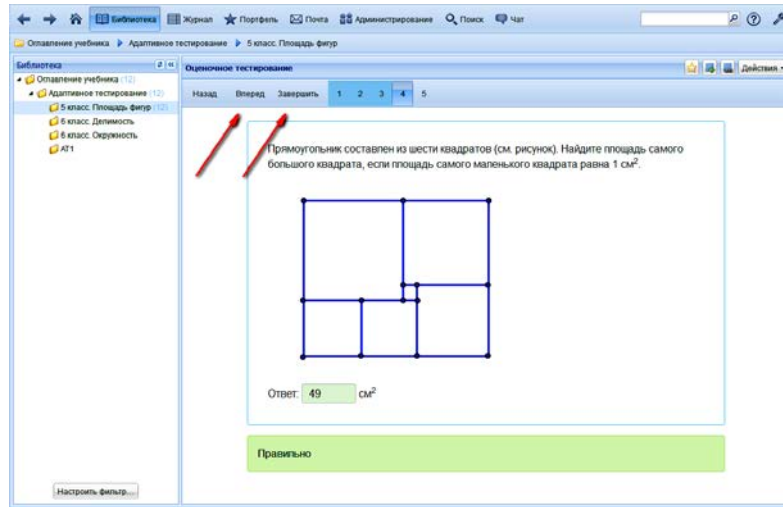 Библиотека Журнал Портфель Почта Администрирование Поиск Чат
Оглавление учебника Адаптивное тестирование 5 класс. Площадь фигур
Библиотека
Оглавление учебника (12)
Адаптивное тестирование (12)
5 класс. Площадь фигур (12)
6 класс. Делимость
6 класс. Окружность
АТ1
Настроить фильтр...
Оценочное тестирование Действия
Назад Вперед Завершить 1 2 3 4 5
Прямоугольник составлен из шести квадратов (см. рисунок). Найдите площадь самого
большого квадрата, если площадь самого маленького квадрата равна 1 см².
Ответ: 49 см²
Правильно